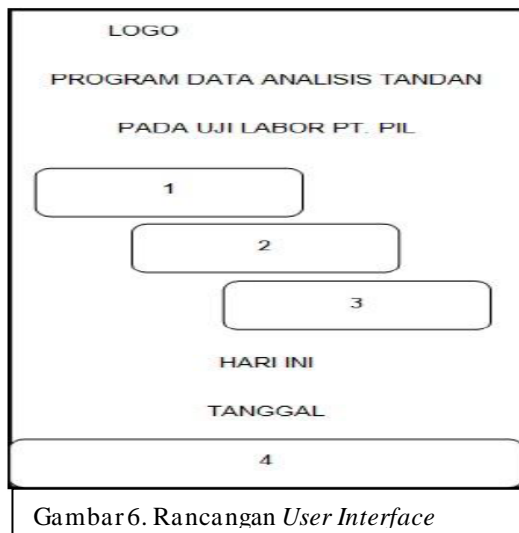 LOGO
PROGRAM DATA ANALISIS TANDAN
PADA UJI LABOR PT. PIL
1
2
3
HARI INI
TANGGAL
4
Gambar 6. Rancangan User Interface